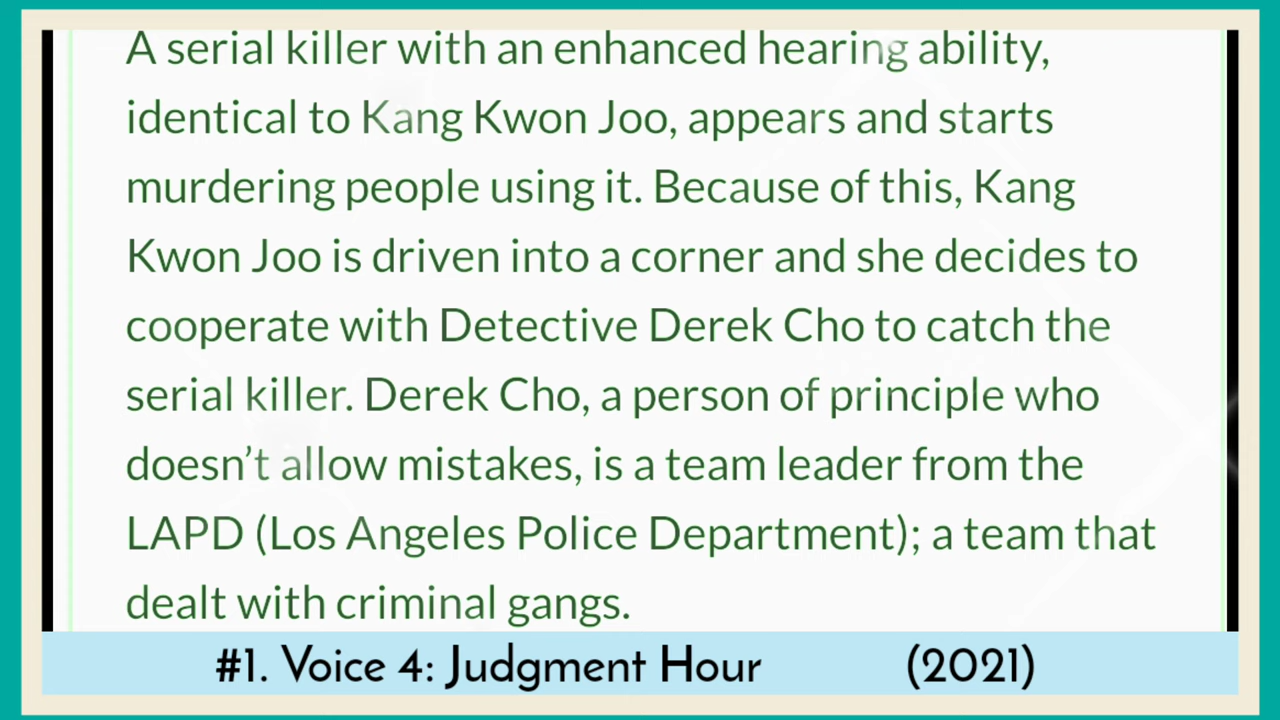 A serial killer with an enhanced hearing ability,
identical to Kang Kwon Joo, appears and starts
murdering people using it. Because of this, Kang
Kwon Joo is driven into a corner and she decides to
cooperate with Detective Derek Cho to catch the
serial killer. Derek Cho, a person of principle who
doesn’t allow mistakes, is a team leader from the
LAPD (Los Angeles Police Department); a team that
dealt with criminal gangs.
#1. Voice 4: Judgment Hour (2021)